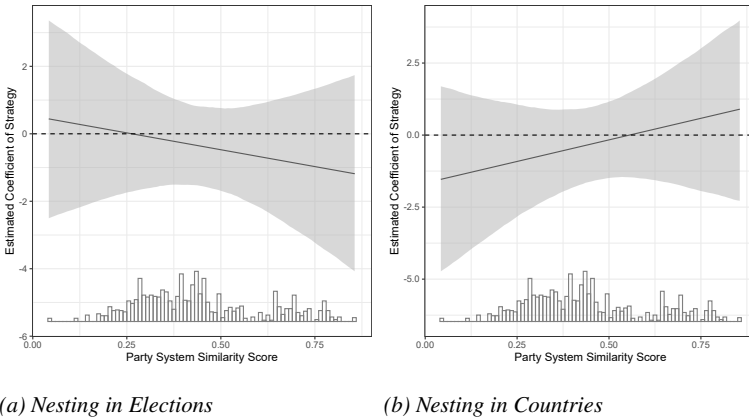 Estimated Coefficient of Strategy
2
0
-2
-4
-6
0.00 0.25 0.50 0.75
Party System Similarity Score
(a) Nesting in Elections
Estimated Coefficient of Strategy
2.5
0.0
-2.5
-5.0
0.00 0.25 0.50 0.75
Party System Similarity Score
(b) Nesting in Countries